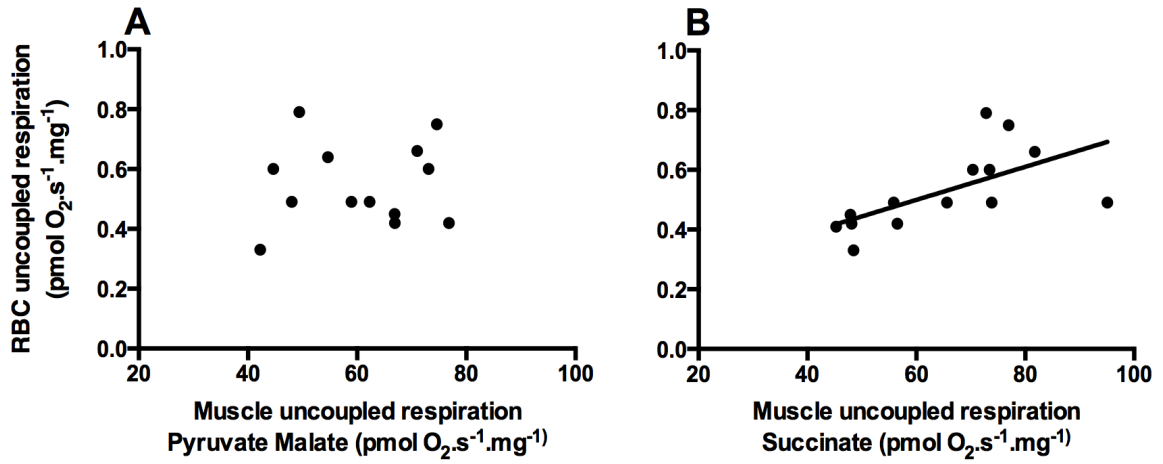 A
B
RBC uncoupled respiration
(pmol O₂.s⁻¹.mg⁻¹)
1.0
0.8
0.6
0.4
0.2
0.0
20 40 60 80 100
Muscle uncoupled respiration
Pyruvate Malate (pmol O₂.s⁻¹.mg⁻¹)
1.0
0.8
0.6
0.4
0.2
0.0
20 40 60 80 100
Muscle uncoupled respiration
Succinate (pmol O₂.s⁻¹.mg⁻¹)